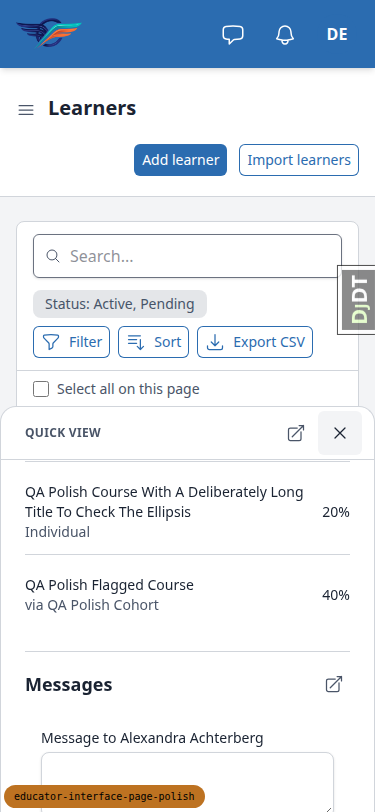 DE
Learners
Add learner
Import learners
Search...
DjDT
Status: Active, Pending
Filter
Sort
Export CSV
Select all on this page
QUICK VIEW
QA Polish Course With A Deliberately Long
Title To Check The Ellipsis
20%
Individual
QA Polish Flagged Course
40%
via QA Polish Cohort
Messages
Message to Alexandra Achterberg
educator-interface-page-polish